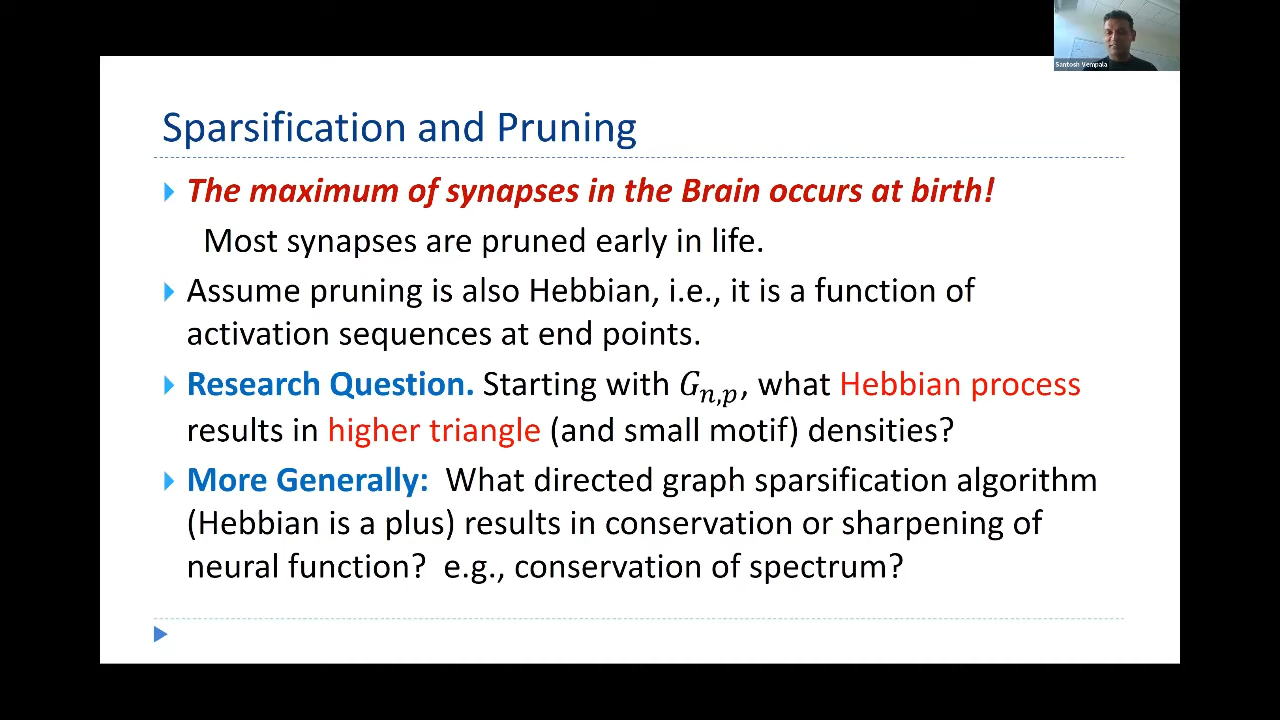 Santosh Vempala
Sparsification and Pruning
The maximum of synapses in the Brain occurs at birth!
Most synapses are pruned early in life.
Assume pruning is also Hebbian, i.e., it is a function of
activation sequences at end points.
Research Question. Starting with $G_{n,p}$, what Hebbian process
results in higher triangle (and small motif) densities?
More Generally: What directed graph sparsification algorithm
(Hebbian is a plus) results in conservation or sharpening of
neural function? e.g., conservation of spectrum?